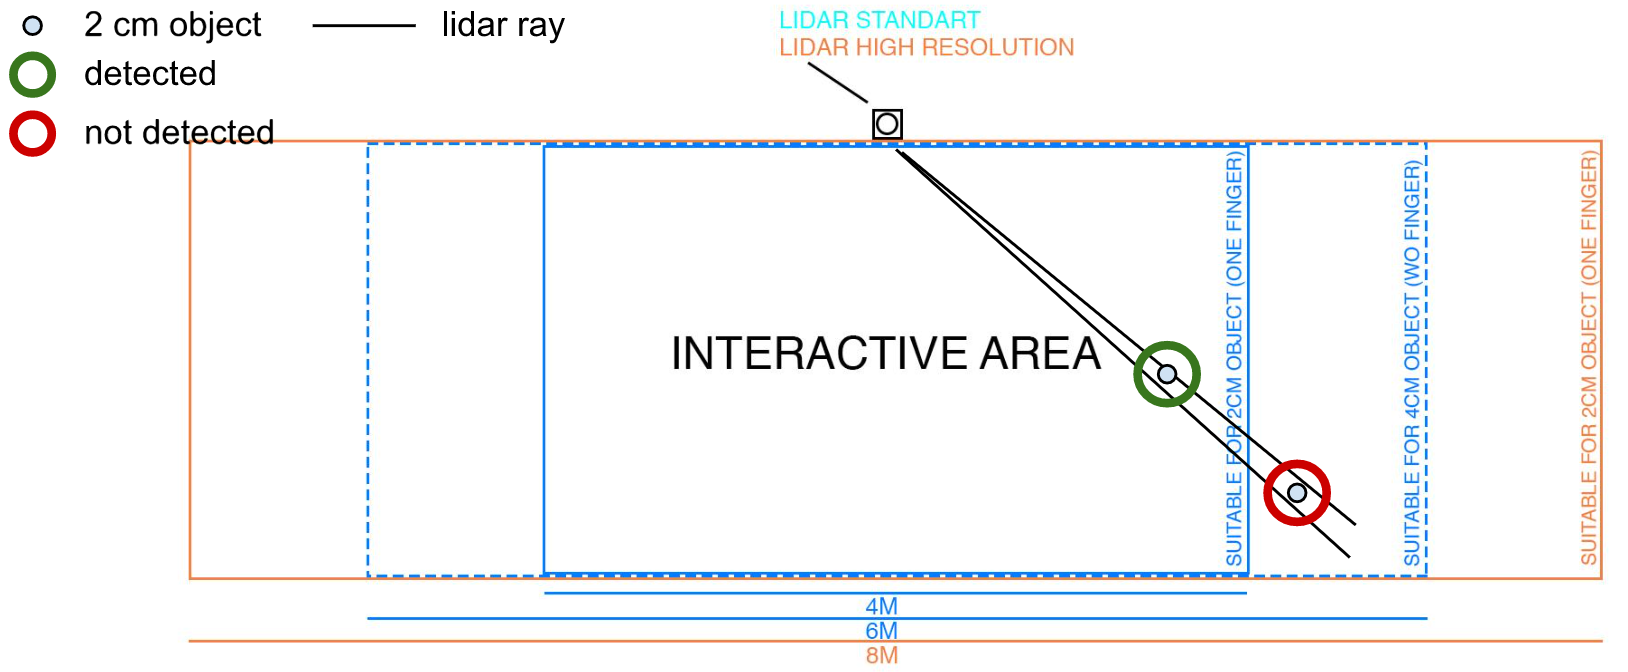 2 cm object
lidar ray
detected
not detected
LIDAR STANDART
LIDAR HIGH RESOLUTION
INTERACTIVE AREA
SUITABLE FOR 2CM OBJECT (ONE FINGER)
SUITABLE FOR 4CM OBJECT (WO FINGER)
SUITABLE FOR 2CM OBJECT (ONE FINGER)
4M
6M
8M